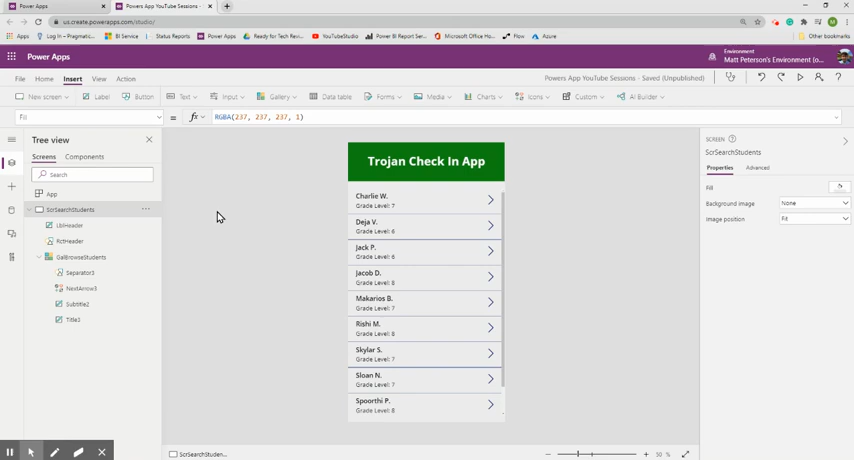 Power Apps
Powers App YouTube Sessions -
us.create.powerapps.com/studio/
Apps
Log In ‹ Pragmatic...
BI Service
Status Reports
Power Apps
Ready for Tech Rev...
YouTubeStudio
Power BI Report Ser...
Microsoft Office Ho...
Flow
Azure
Other bookmarks
Power Apps
Environment
Matt Peterson's Environment (o...
File
Home
Insert
View
Action
Powers App YouTube Sessions - Saved (Unpublished)
New screen
Label
Button
Text
Input
Gallery
Data table
Forms
Media
Charts
Icons
Custom
AI Builder
Fill
=
fx
RGBA(237, 237, 237, 1)
Tree view
Screens
Components
Search
App
ScrSearchStudents
LblHeader
RctHeader
GalBrowseStudents
Separator3
NextArrow3
Subtitle2
Title3
Trojan Check In App
Charlie W.
Grade Level: 7
Deja V.
Grade Level: 6
Jack P.
Grade Level: 6
Jacob D.
Grade Level: 8
Makarios B.
Grade Level: 7
Rishi M.
Grade Level: 8
Skylar S.
Grade Level: 7
Sloan N.
Grade Level: 7
Spoorthi P.
Grade Level: 8
SCREEN
ScrSearchStudents
Properties
Advanced
Fill
Background image
None
Image position
Fit
ScrSearchStuden...
50 %